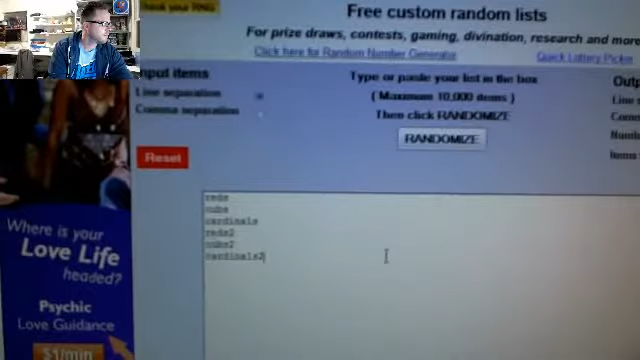 Check your RNG
Free custom random lists
For prize draws, contests, gaming, divination, research and more
Click here for Random Number Generator
Quick Lottery Picker
Input items
Type or paste your list in the box
Line separation
( Maximum 10,000 items )
Comma separation
Then click RANDOMIZE
RANDOMIZE
Reset
reds
cubs
cardinals
reds2
cubs2
cardinals2
Where is your
Love Life
headed?
Psychic
Love Guidance
$1/min